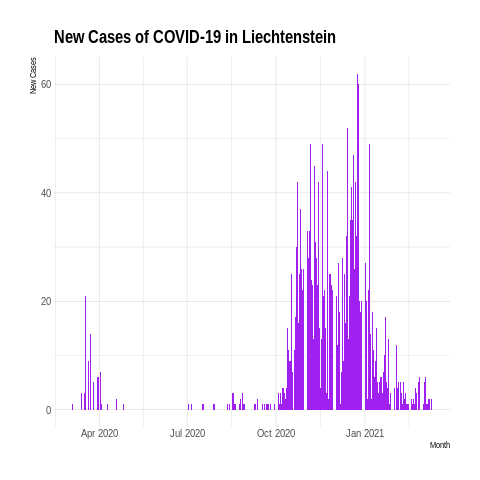 New Cases of COVID-19 in Liechtenstein
New Cases
60
40
20
0
Apr 2020 Jul 2020 Oct 2020 Jan 2021
Month